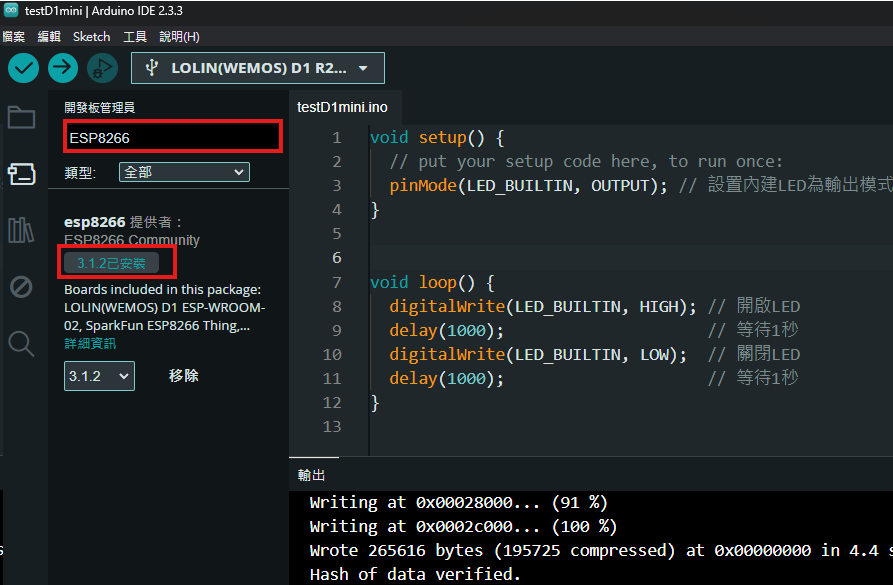 testD1mini | Arduino IDE 2.3.3
檔案 編輯 Sketch 工具 說明(H)
LOLIN(WEMOS) D1 R2...
開發板管理員
ESP8266
類型: 全部
esp8266 提供者：
ESP8266 Community
3.1.2已安裝
Boards included in this package:
LOLIN(WEMOS) D1 ESP-WROOM-
02, SparkFun ESP8266 Thing,...
詳細資訊
3.1.2 移除
testD1mini.ino
1 void setup() {
2 // put your setup code here, to run once:
3 pinMode(LED_BUILTIN, OUTPUT); // 設置內建LED為輸出模式
4 }
5
6
7 void loop() {
8 digitalWrite(LED_BUILTIN, HIGH); // 開啟LED
9 delay(1000); // 等待1秒
10 digitalWrite(LED_BUILTIN, LOW); // 關閉LED
11 delay(1000); // 等待1秒
12 }
13
輸出
Writing at 0x00028000... (91 %)
Writing at 0x0002c000... (100 %)
Wrote 265616 bytes (195725 compressed) at 0x00000000 in 4.4 s
Hash of data verified.